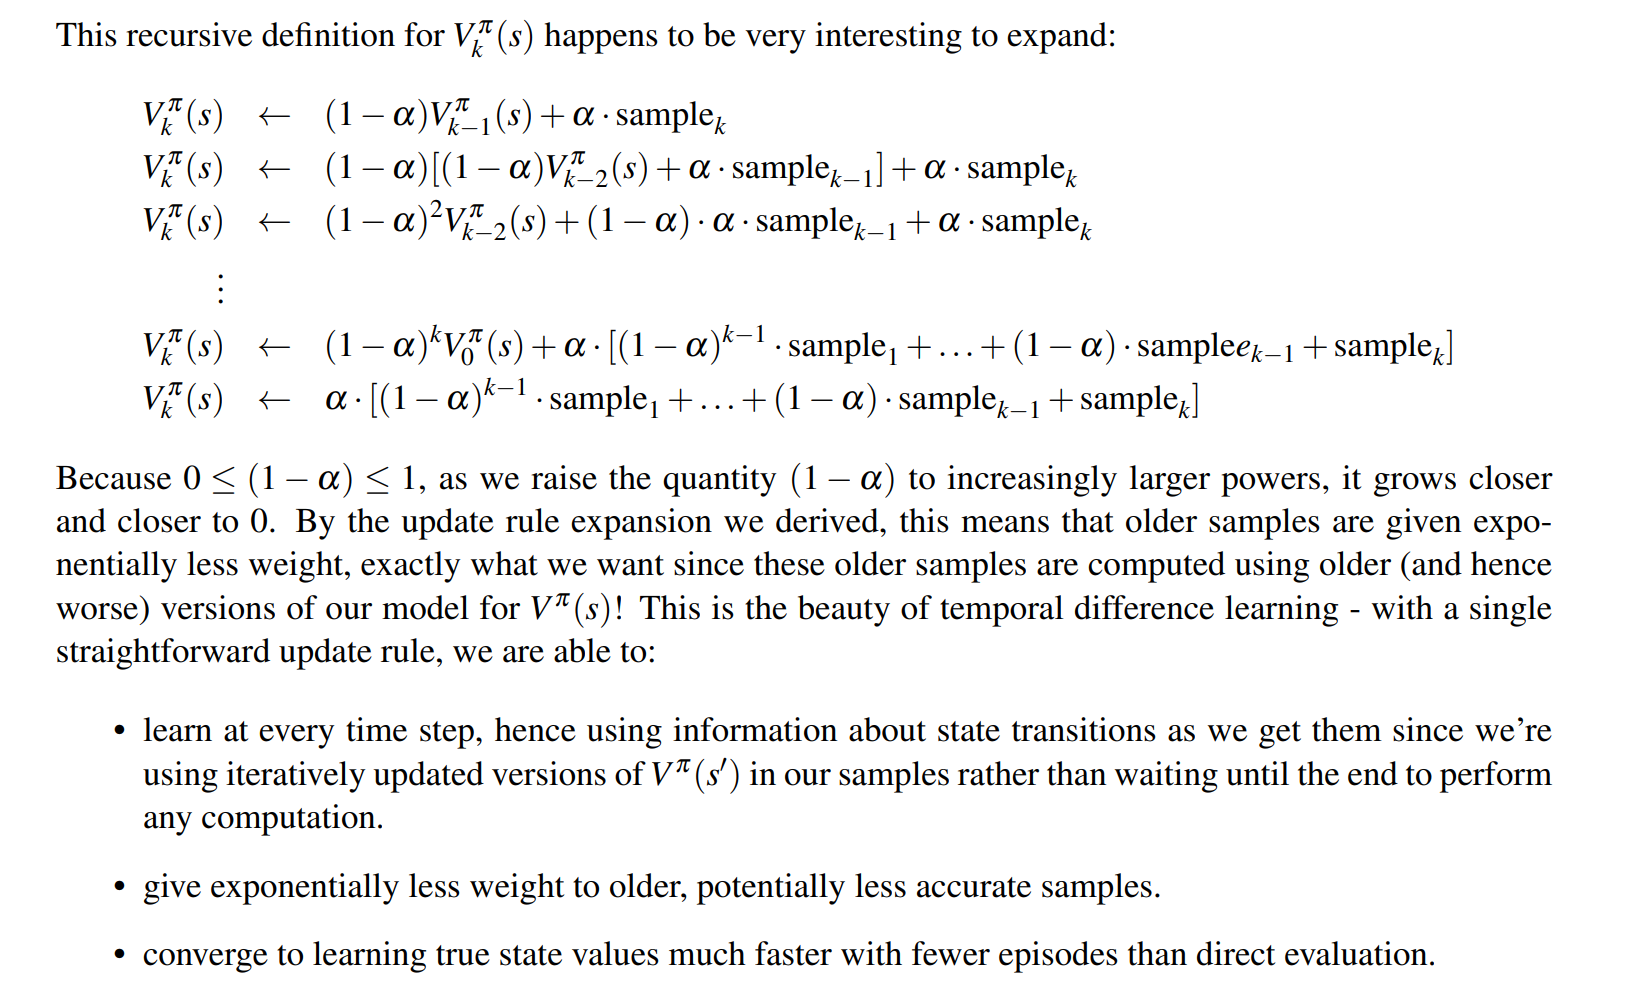 This recursive definition for $V_k^\pi(s)$ happens to be very interesting to expand:
$V_k^\pi(s) \leftarrow (1-\alpha)V_{k-1}^\pi(s) + \alpha \cdot \text{sample}_k$
$V_k^\pi(s) \leftarrow (1-\alpha)[(1-\alpha)V_{k-2}^\pi(s) + \alpha \cdot \text{sample}_{k-1}] + \alpha \cdot \text{sample}_k$
$V_k^\pi(s) \leftarrow (1-\alpha)^2 V_{k-2}^\pi(s) + (1-\alpha) \cdot \alpha \cdot \text{sample}_{k-1} + \alpha \cdot \text{sample}_k$
⋮
$V_k^\pi(s) \leftarrow (1-\alpha)^k V_0^\pi(s) + \alpha \cdot [(1-\alpha)^{k-1} \cdot \text{sample}_1 + \ldots + (1-\alpha) \cdot \text{sample}e_{k-1} + \text{sample}_k]$
$V_k^\pi(s) \leftarrow \alpha \cdot [(1-\alpha)^{k-1} \cdot \text{sample}_1 + \ldots + (1-\alpha) \cdot \text{sample}_{k-1} + \text{sample}_k]$
Because $0 \leq (1-\alpha) \leq 1$, as we raise the quantity $(1-\alpha)$ to increasingly larger powers, it grows closer
and closer to 0. By the update rule expansion we derived, this means that older samples are given expo-
nentially less weight, exactly what we want since these older samples are computed using older (and hence
worse) versions of our model for $V^\pi(s)$! This is the beauty of temporal difference learning - with a single
straightforward update rule, we are able to:
• learn at every time step, hence using information about state transitions as we get them since we're
using iteratively updated versions of $V^\pi(s')$ in our samples rather than waiting until the end to perform
any computation.
• give exponentially less weight to older, potentially less accurate samples.
• converge to learning true state values much faster with fewer episodes than direct evaluation.